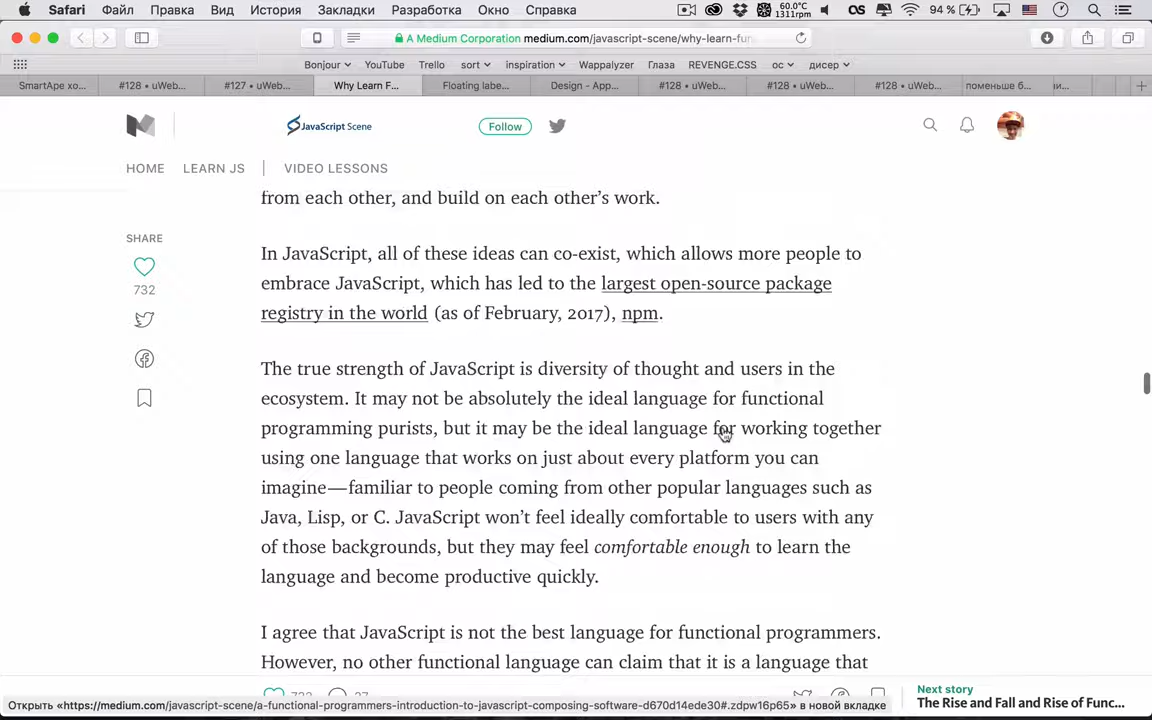 Safari Файл Правка Вид История Закладки Разработка Окно Справка 60.0°C 1311rpm 94 %
A Medium Corporation medium.com/javascript-scene/why-learn-fun
Bonjour YouTube Trello sort inspiration Wappalyzer Глаза REVENGE.CSS ос дисер
SmartApe хо... #128 • uWeb... #127 • uWeb... Why Learn F... Floating labe... Design - App... #128 • uWeb... #128 • uWeb... #128 • uWeb... поменьше б... и...
JavaScript Scene Follow
HOME LEARN JS VIDEO LESSONS
from each other, and build on each other's work.
SHARE
732
In JavaScript, all of these ideas can co-exist, which allows more people to
embrace JavaScript, which has led to the largest open-source package
registry in the world (as of February, 2017), npm.
The true strength of JavaScript is diversity of thought and users in the
ecosystem. It may not be absolutely the ideal language for functional
programming purists, but it may be the ideal language for working together
using one language that works on just about every platform you can
imagine—familiar to people coming from other popular languages such as
Java, Lisp, or C. JavaScript won't feel ideally comfortable to users with any
of those backgrounds, but they may feel comfortable enough to learn the
language and become productive quickly.
I agree that JavaScript is not the best language for functional programmers.
However, no other functional language can claim that it is a language that
Next story
The Rise and Fall and Rise of Func...
Открыть «https://medium.com/javascript-scene/a-functional-programmers-introduction-to-javascript-composing-software-d670d14ede30#.zdpw16p65» в новой вкладке